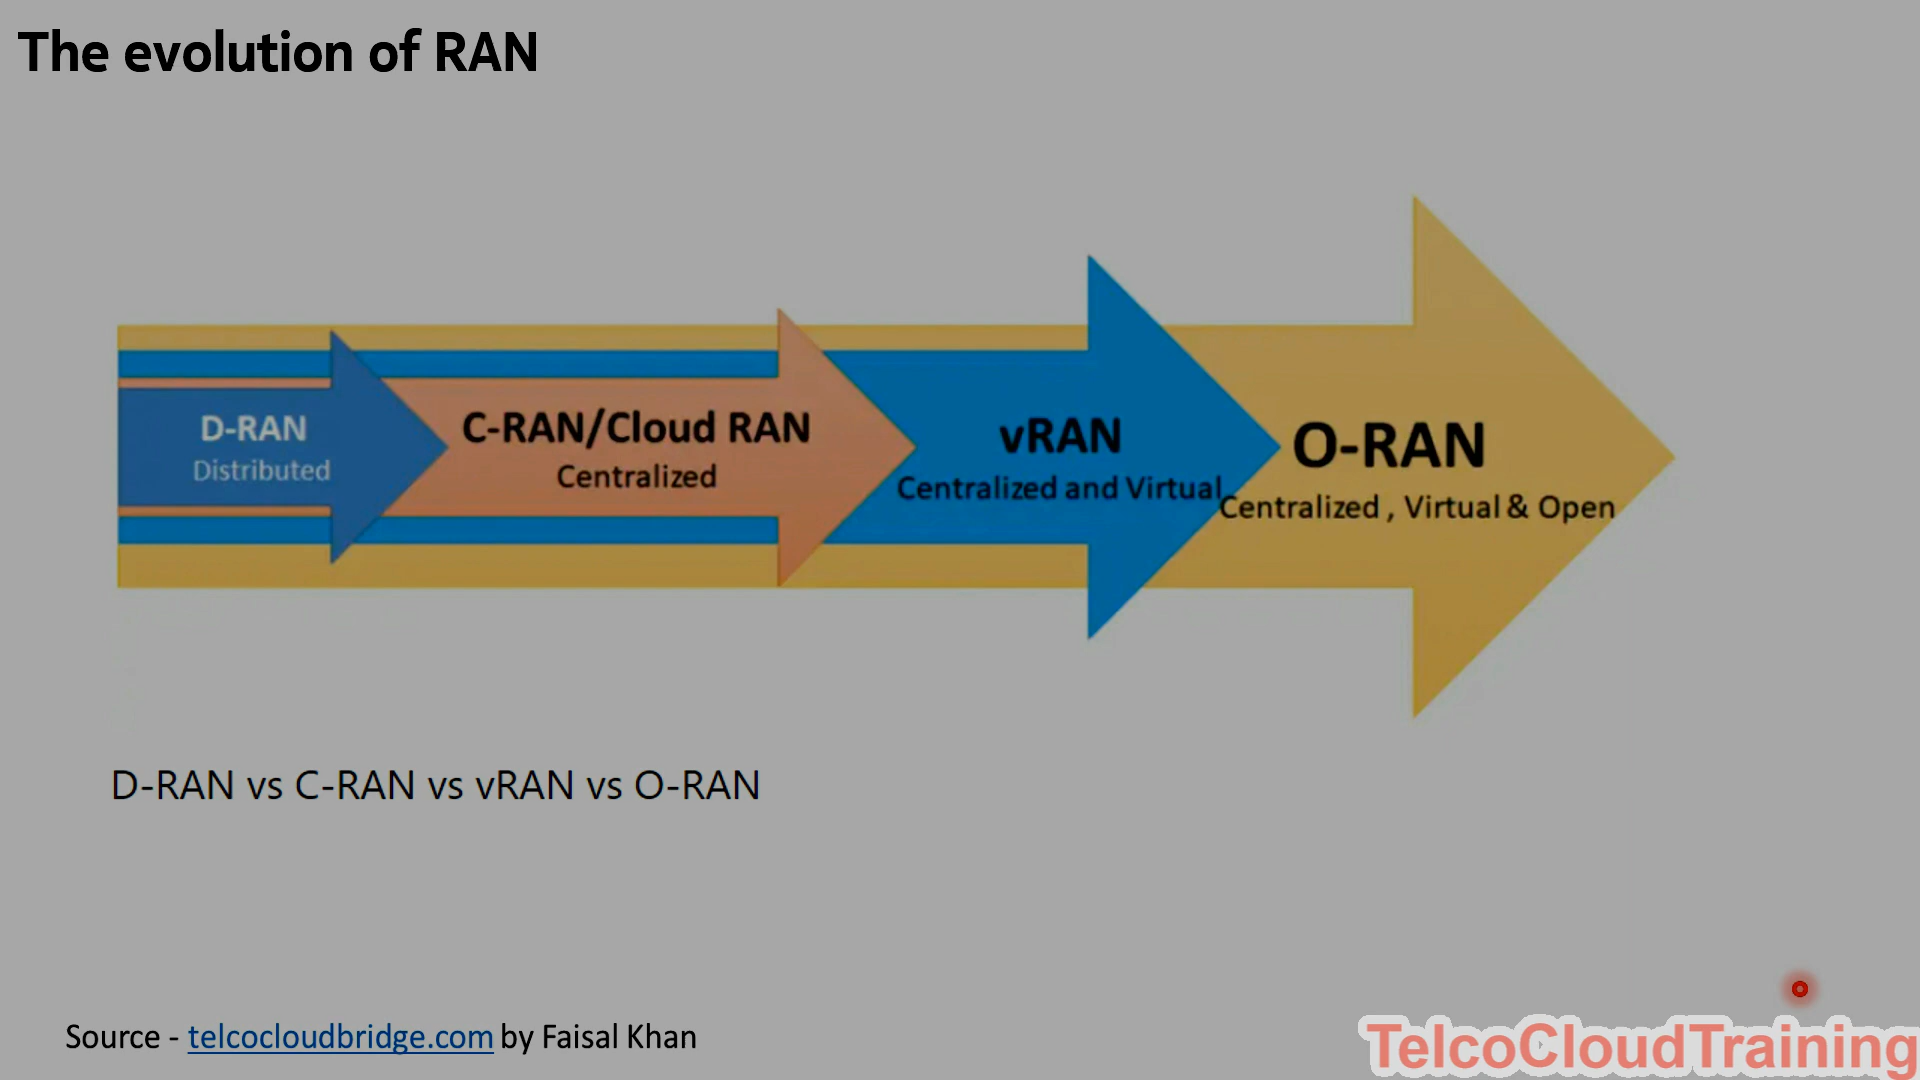 The evolution of RAN
D-RAN
Distributed
C-RAN/Cloud RAN
Centralized
vRAN
Centralized and Virtual
O-RAN
Centralized , Virtual & Open
D-RAN vs C-RAN vs vRAN vs O-RAN
Source - telcocloudbridge.com by Faisal Khan
TelcoCloudTraining